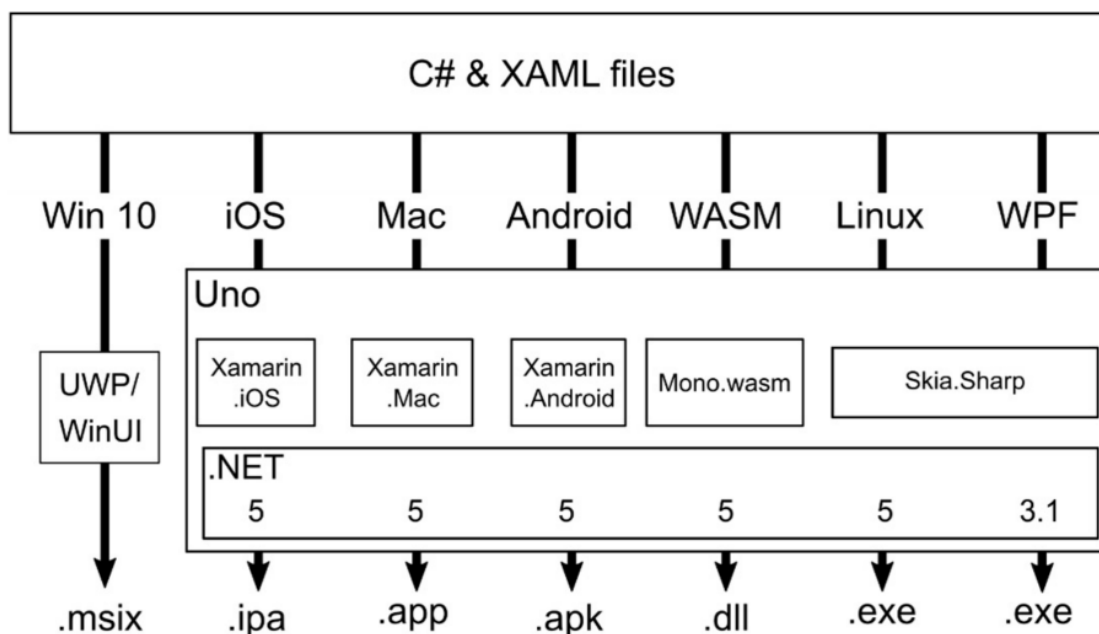 C# & XAML files
Win 10 iOS Mac Android WASM Linux WPF
Uno
UWP/
WinUI
Xamarin
.iOS
Xamarin
.Mac
Xamarin
.Android
Mono.wasm
Skia.Sharp
.NET
5 5 5 5 5 3.1
.msix .ipa .app .apk .dll .exe .exe